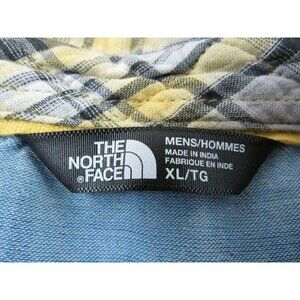 THE
NORTH
FACE®
MENS/HOMMES
MADE IN INDIA
FABRIQUE EN INDE
XL/TG